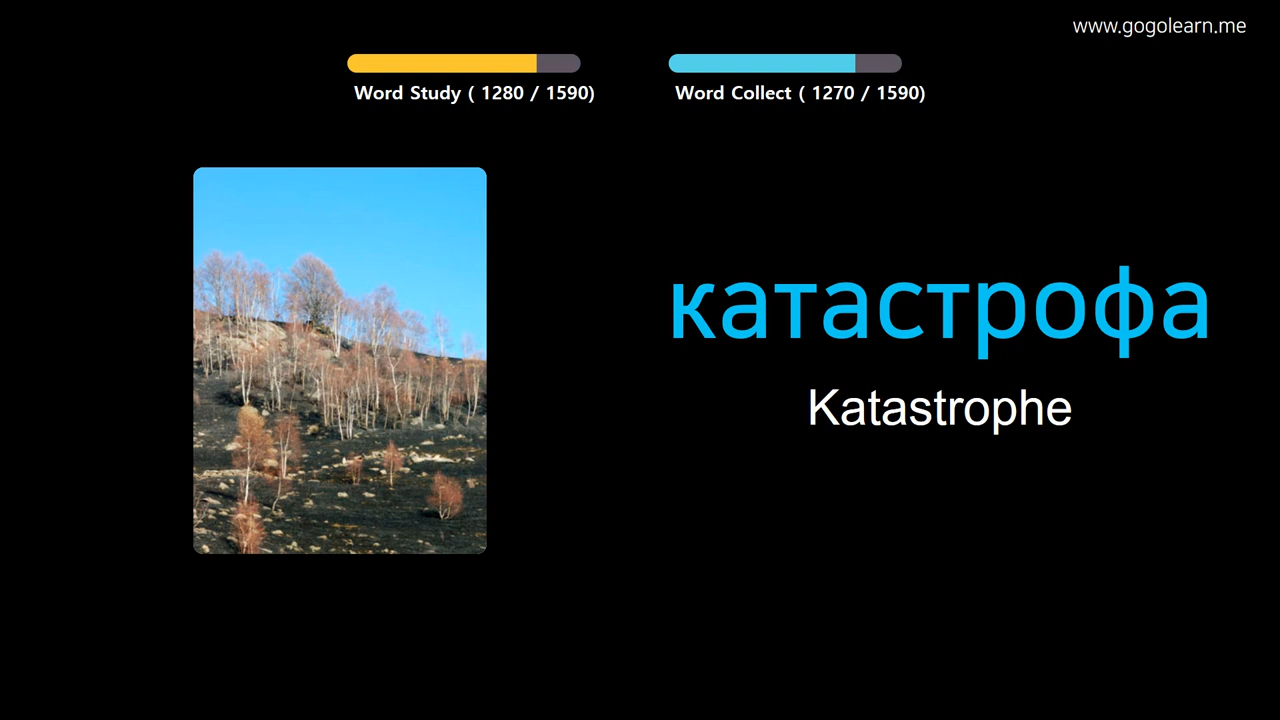 www.gogolearn.me
Word Study ( 1280 / 1590)
Word Collect ( 1270 / 1590)
катастрофа
Katastrophe